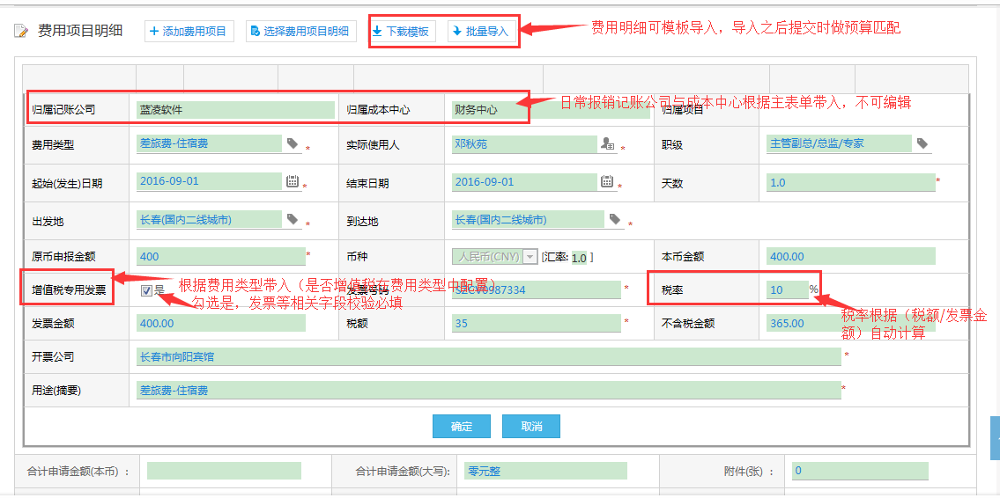 费用项目明细 添加费用项目 选择费用项目明细 下载模板 批量导入 费用明细可模板导入，导入之后提交时做预算匹配
归属记账公司 蓝凌软件 归属成本中心 财务中心 归属项目
日常报销记账公司与成本中心根据主表单带入，不可编辑
费用类型 差旅费-住宿费 * 实际使用人 邓秋苑 * 职级 主管副总/总监/专家
起始(发生)日期 2016-09-01 * 结束日期 2016-09-01 * 天数 1.0 *
出发地 长春(国内二线城市) * 到达地 长春(国内二线城市) *
原币申报金额 400 * 币种 人民币(CNY) [汇率: 1.0 ] 本币金额 400.00
增值税专用发票 是 发票号码 0987334 * 税率 10 %
根据费用类型带入（是否增值税在费用类型中配置）
勾选是，发票等相关字段校验必填
发票金额 400.00 税额 35 * 不含税金额 365.00
税率根据（税额/发票金
额）自动计算
开票公司 长春市向阳宾馆 *
用途(摘要) 差旅费-住宿费 *
确定 取消
合计申请金额(本币) ： 合计申请金额(大写): 零元整 附件(张) ： 0